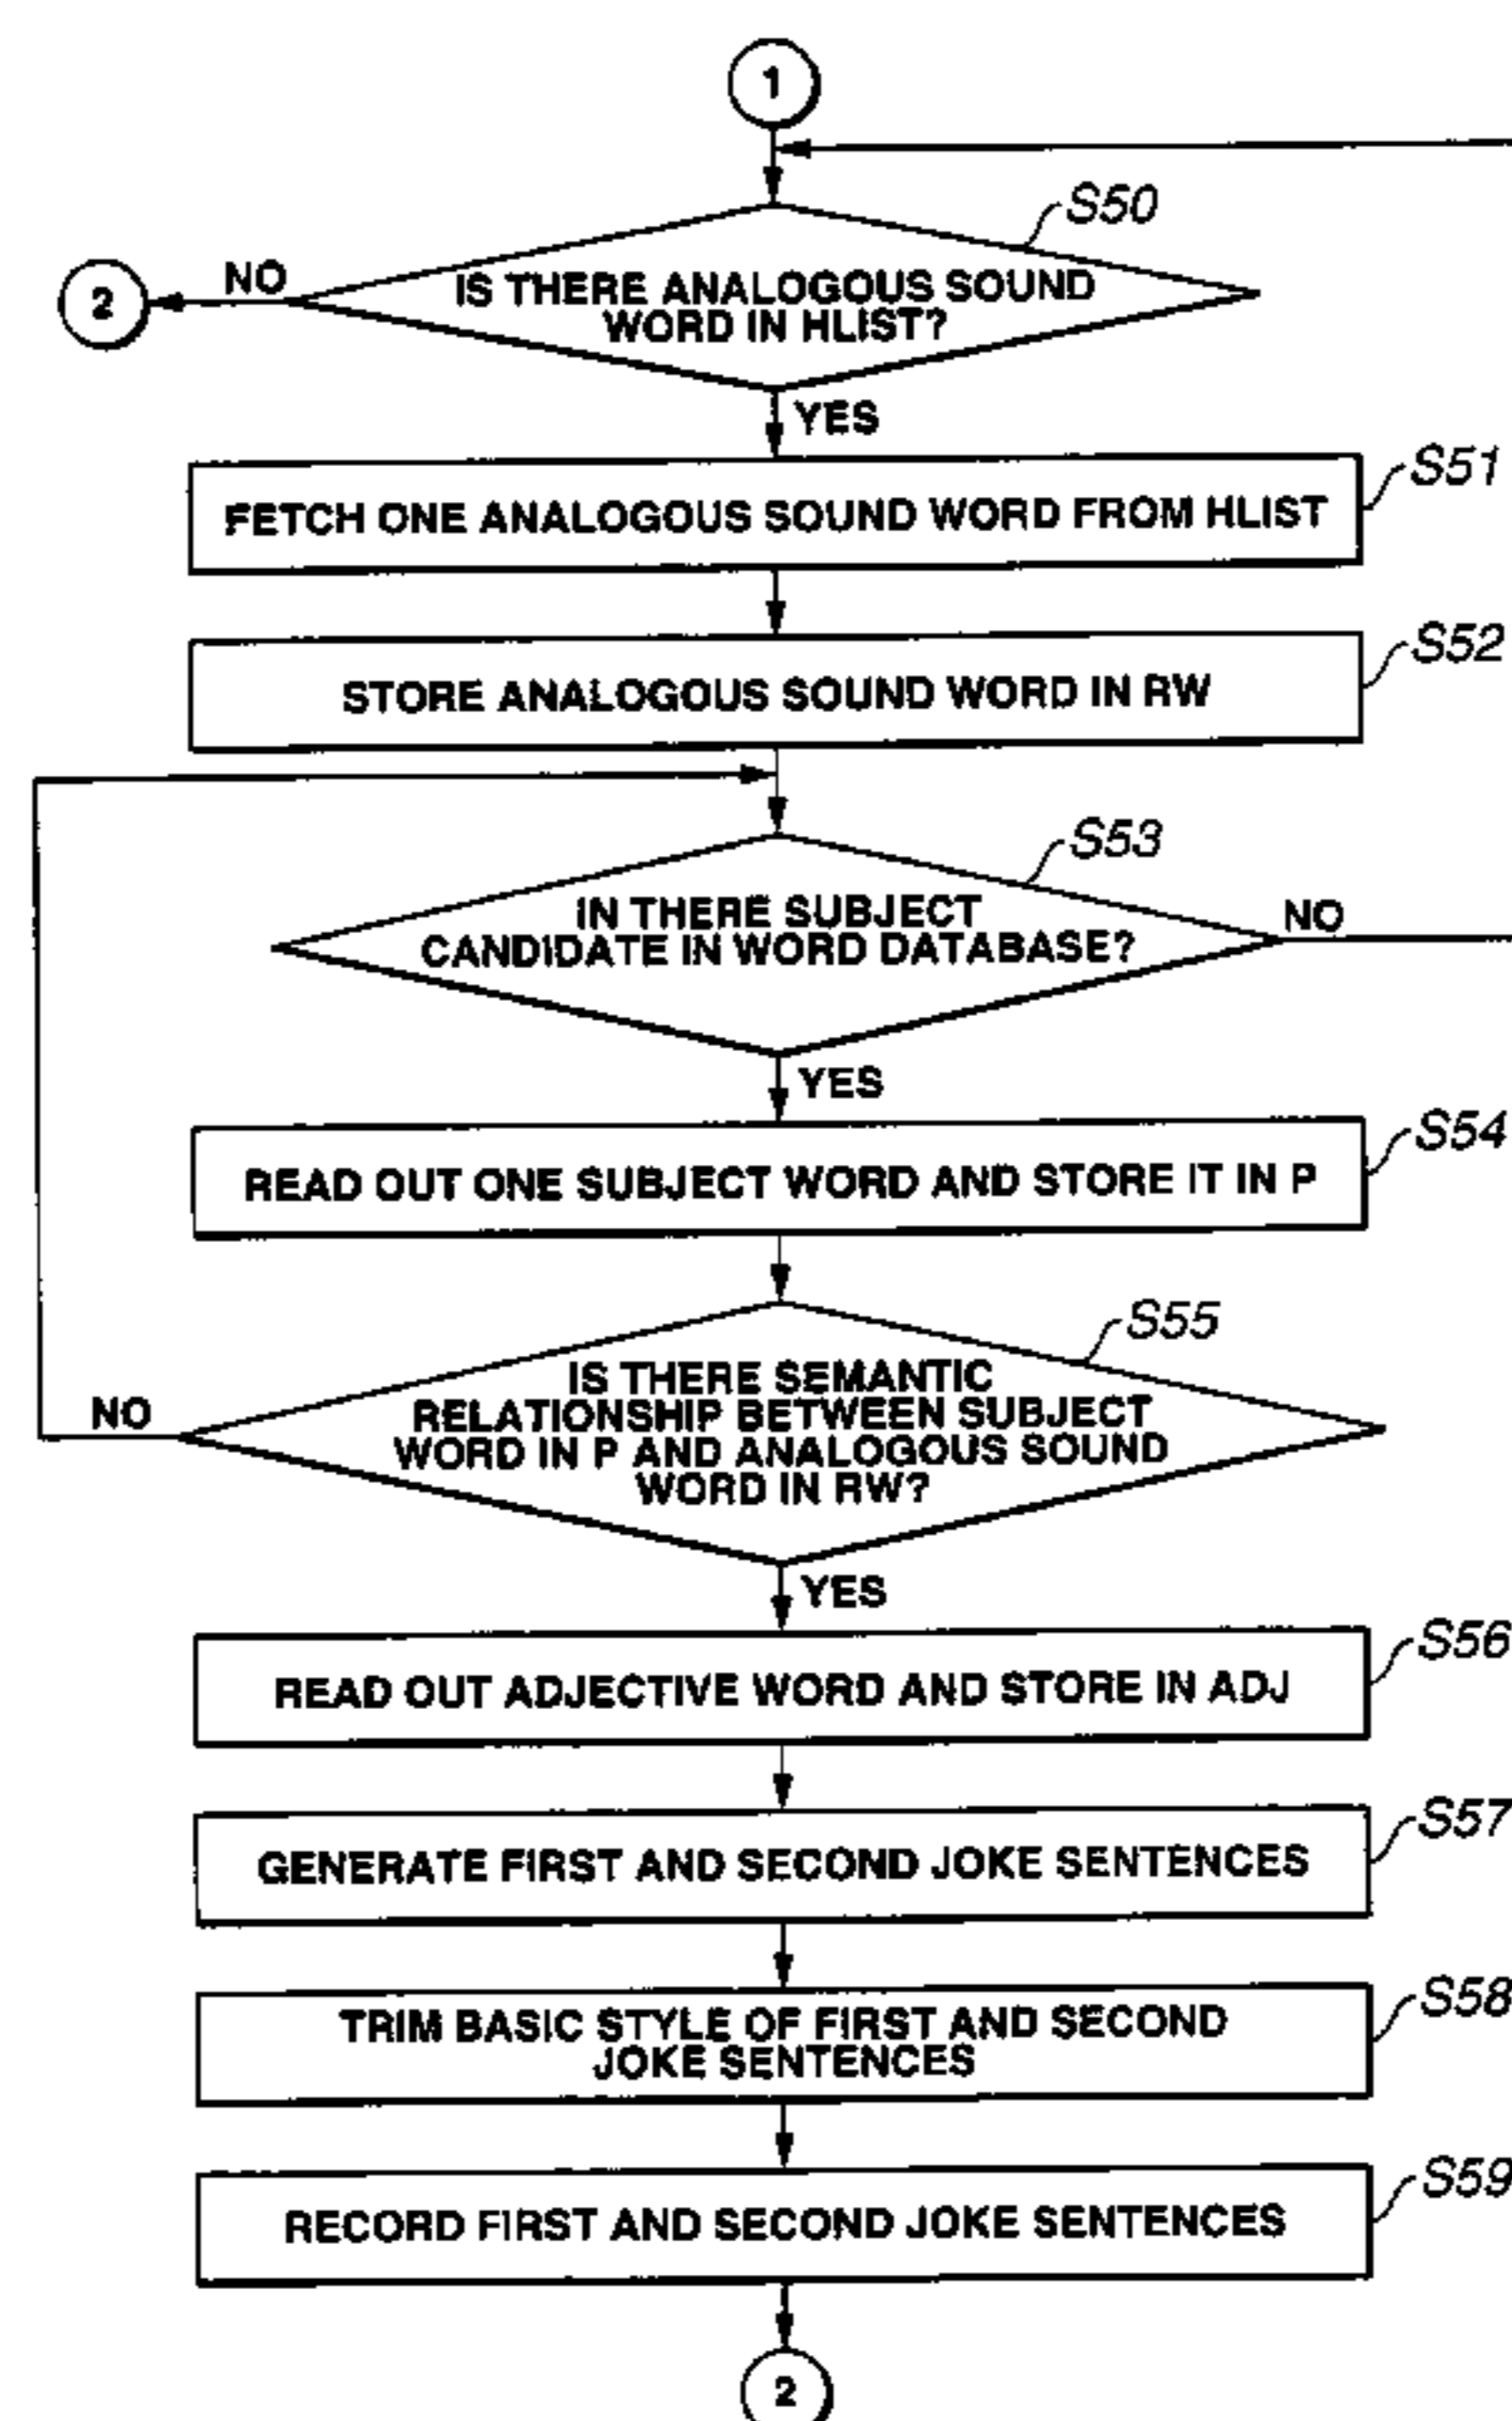 1
S50
NO
2
IS THERE ANALOGOUS SOUND
WORD IN HLIST?
YES
S51
FETCH ONE ANALOGOUS SOUND WORD FROM HLIST
S52
STORE ANALOGOUS SOUND WORD IN RW
S53
IN THERE SUBJECT
CANDIDATE IN WORD DATABASE?
NO
YES
S54
READ OUT ONE SUBJECT WORD AND STORE IT IN P
S55
IS THERE SEMANTIC
RELATIONSHIP BETWEEN SUBJECT
WORD IN P AND ANALOGOUS SOUND
WORD IN RW?
NO
YES
S56
READ OUT ADJECTIVE WORD AND STORE IN ADJ
S57
GENERATE FIRST AND SECOND JOKE SENTENCES
S58
TRIM BASIC STYLE OF FIRST AND SECOND
JOKE SENTENCES
S59
RECORD FIRST AND SECOND JOKE SENTENCES
2